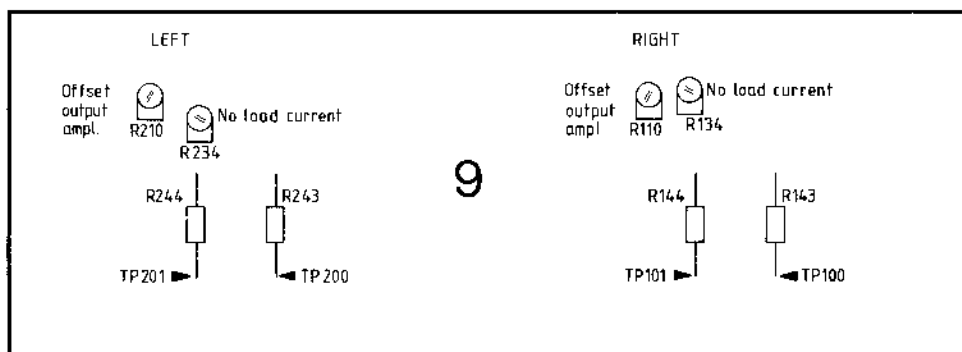 LEFT
RIGHT
Offset
output
ampl.
R210
No load current
R234
Offset
output
ampl
R110
No load current
R134
9
R244
R243
TP201
TP200
R144
R143
TP101
TP100